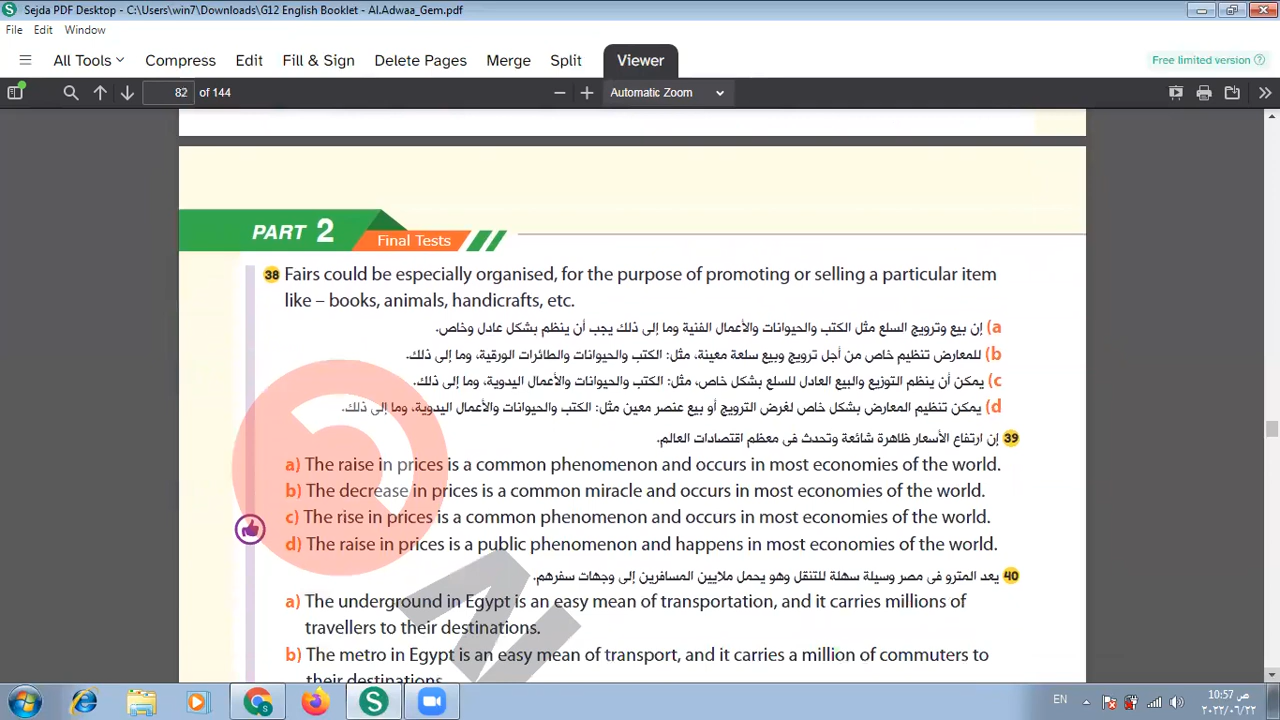 Sejda PDF Desktop - C:\Users\win7\Downloads\G12 English Booklet - Al.Adwaa_Gem.pdf
File Edit Window
All Tools Compress Edit Fill & Sign Delete Pages Merge Split Viewer Free limited version
82 of 144 Automatic Zoom
PART 2
Final Tests
38 Fairs could be especially organised, for the purpose of promoting or selling a particular item
like – books, animals, handicrafts, etc.
a) إن بيع وترويج السلع مثل الكتب والحيوانات والأعمال الفنية وما إلى ذلك يجب أن ينظم بشكل عادل وخاص.
b) للمعارض تنظيم خاص من أجل ترويج وبيع سلعة معينة، مثل: الكتب والحيوانات والطائرات الورقية، وما إلى ذلك.
c) يمكن أن ينظم التوزيع والبيع العادل للسلع بشكل خاص، مثل: الكتب والحيوانات والأعمال اليدوية، وما إلى ذلك.
d) يمكن تنظيم المعارض بشكل خاص لغرض الترويج أو بيع عنصر معين مثل: الكتب والحيوانات والأعمال اليدوية، وما إلى ذلك.
39 إن ارتفاع الأسعار ظاهرة شائعة وتحدث فى معظم اقتصادات العالم.
a) The raise in prices is a common phenomenon and occurs in most economies of the world.
b) The decrease in prices is a common miracle and occurs in most economies of the world.
c) The rise in prices is a common phenomenon and occurs in most economies of the world.
d) The raise in prices is a public phenomenon and happens in most economies of the world.
40 يعد المترو فى مصر وسيلة سهلة للتنقل وهو يحمل ملايين المسافرين إلى وجهات سفرهم.
a) The underground in Egypt is an easy mean of transportation, and it carries millions of
travellers to their destinations.
b) The metro in Egypt is an easy mean of transport, and it carries a million of commuters to
their destinations.
EN
10:57 ص
٢٠٢٢/٠٦/٢٢